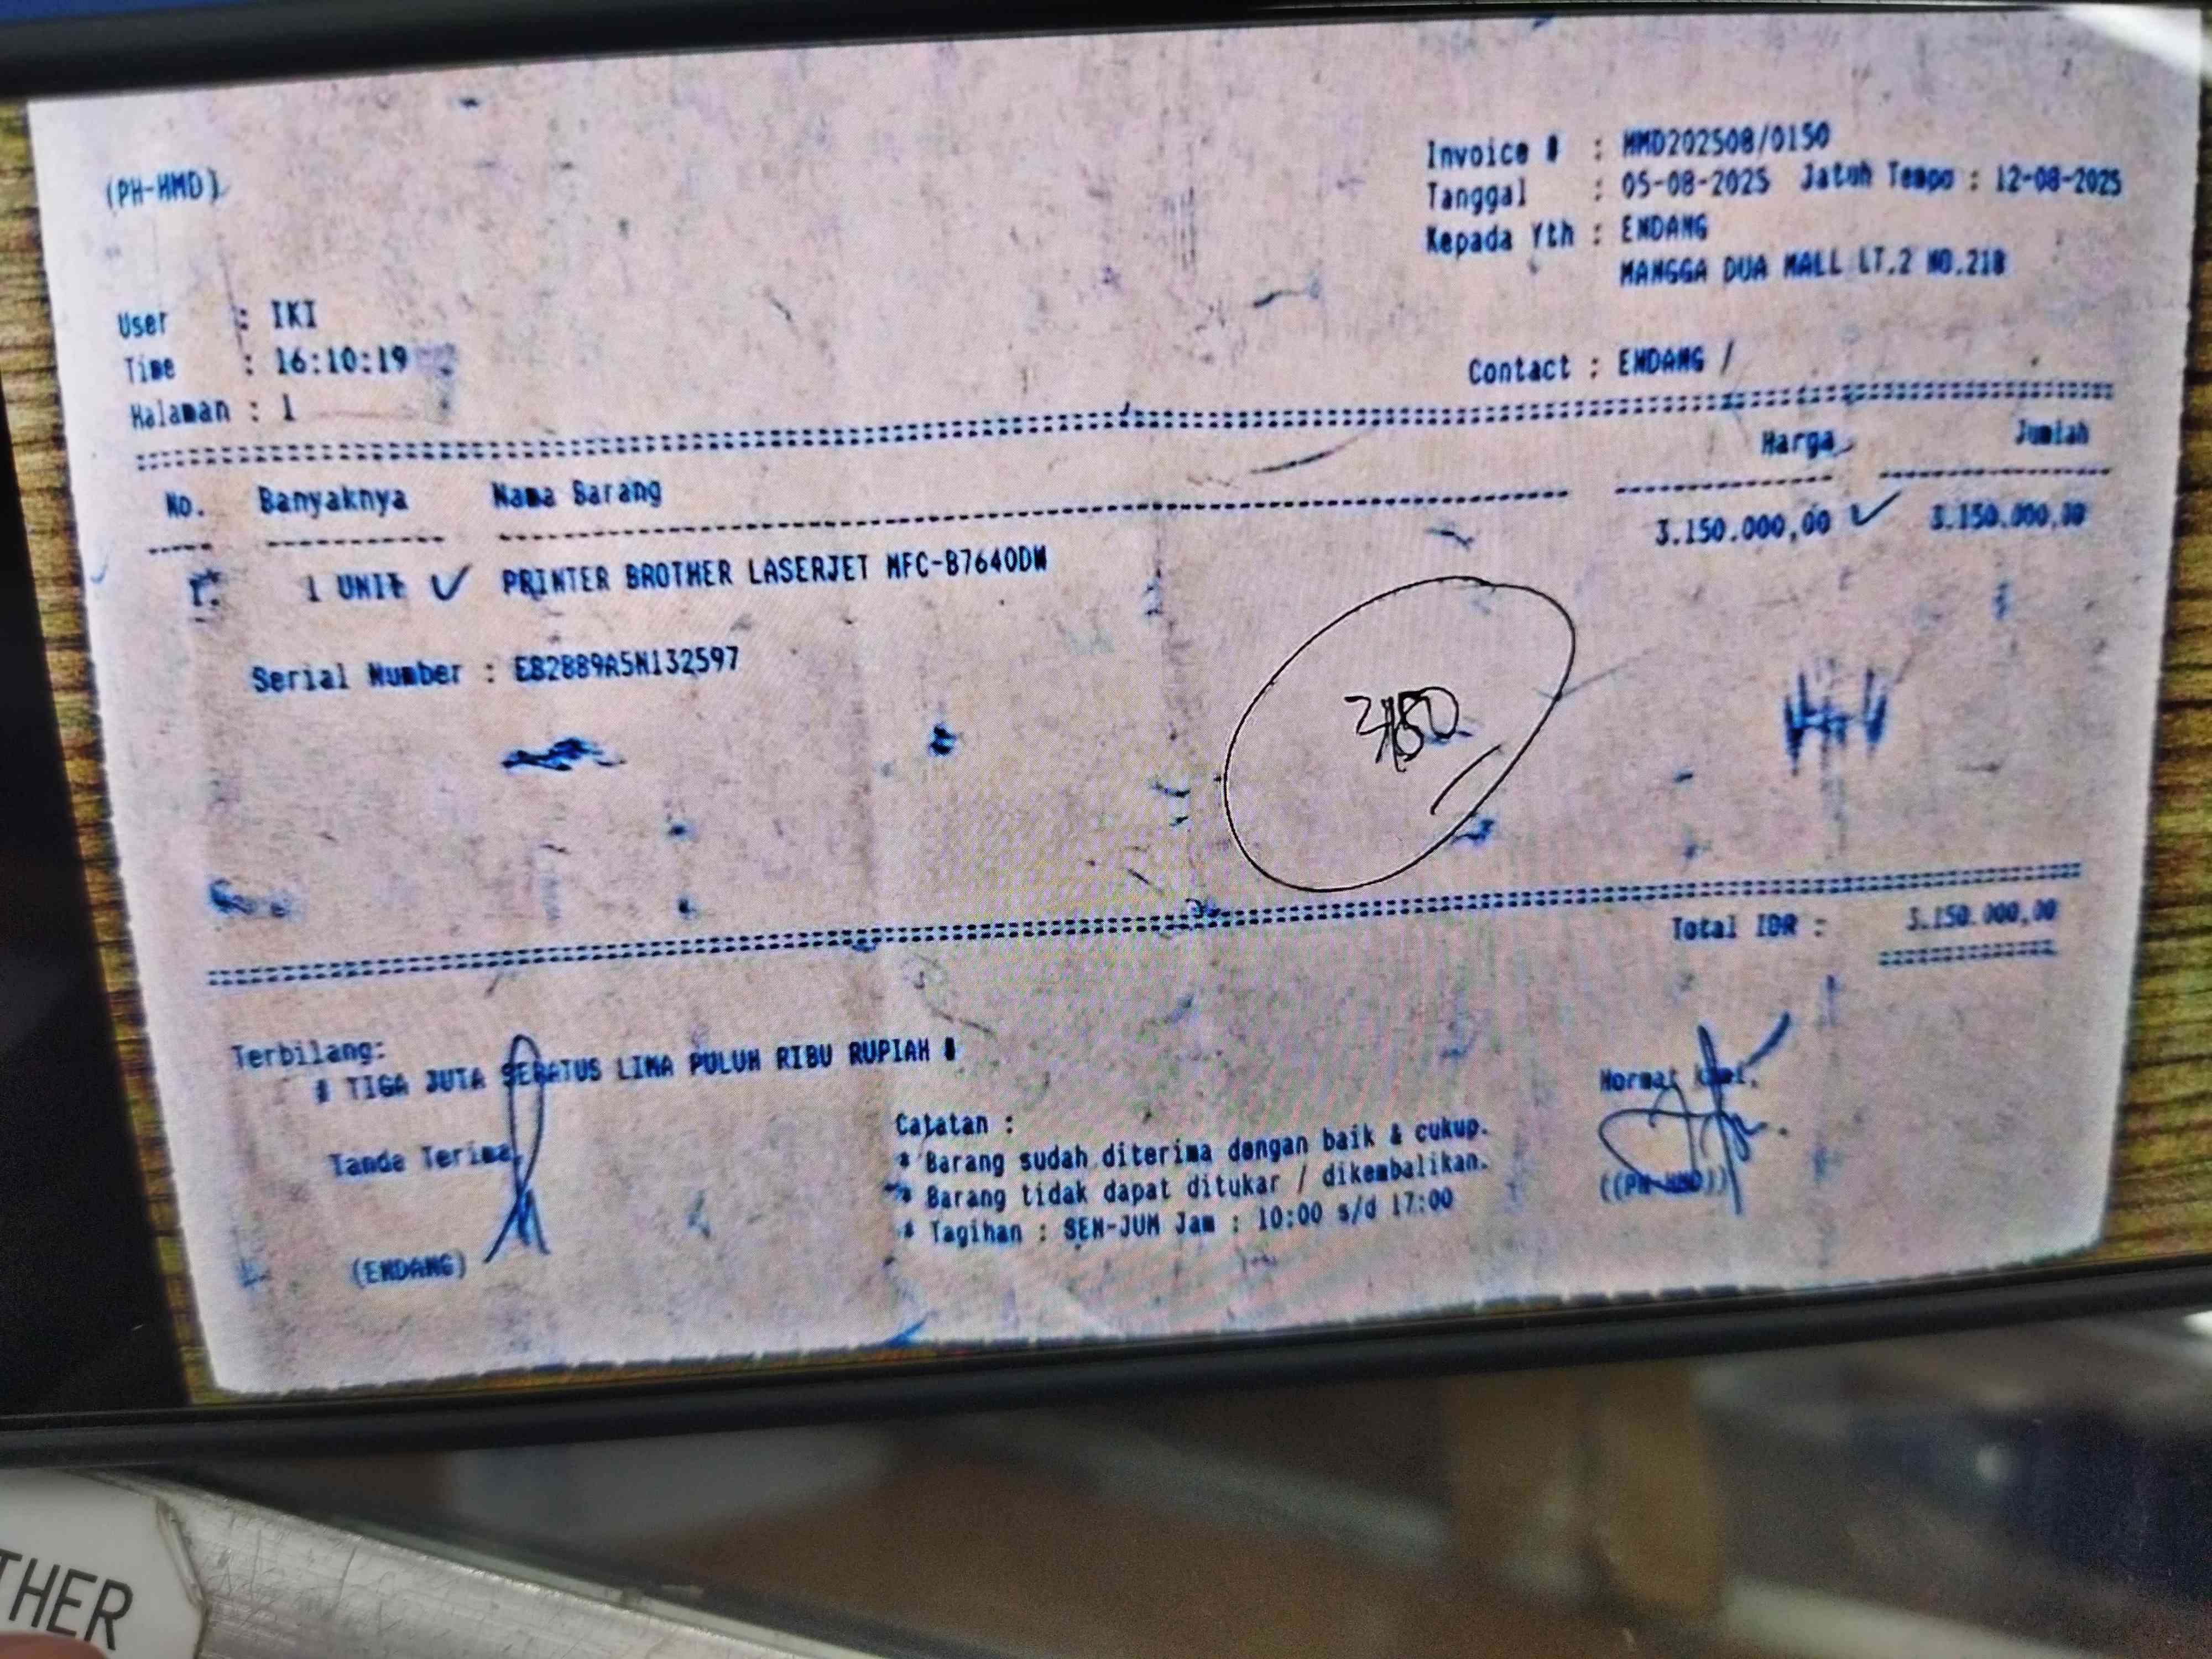 (PH-HMD)
Invoice # : HMD202508/0150
Tanggal : 05-08-2025 Jatuh Tempo : 12-08-2025
Kepada Yth : ENDANG
MANGGA DUA MALL LT.2 NO.21B
User : IKI
Time : 16:10:19
Halaman : 1
Contact : ENDANG /
No. Banyaknya Nama Barang Harga Jumlah
1. 1 UNIT PRINTER BROTHER LASERJET MFC-B7640DW 3.150.000,00 3.150.000,00
Serial Number : E82889A5N132597
3150
Total IDR : 3.150.000,00
Terbilang:
# TIGA JUTA SERATUS LIMA PULUH RIBU RUPIAH #
Tanda Terima,
Catatan :
* Barang sudah diterima dengan baik & cukup.
* Barang tidak dapat ditukar / dikembalikan.
* Tagihan : SEN-JUM Jam : 10:00 s/d 17:00
Hormat kami,
((PH-HMD))
(ENDANG)
THER